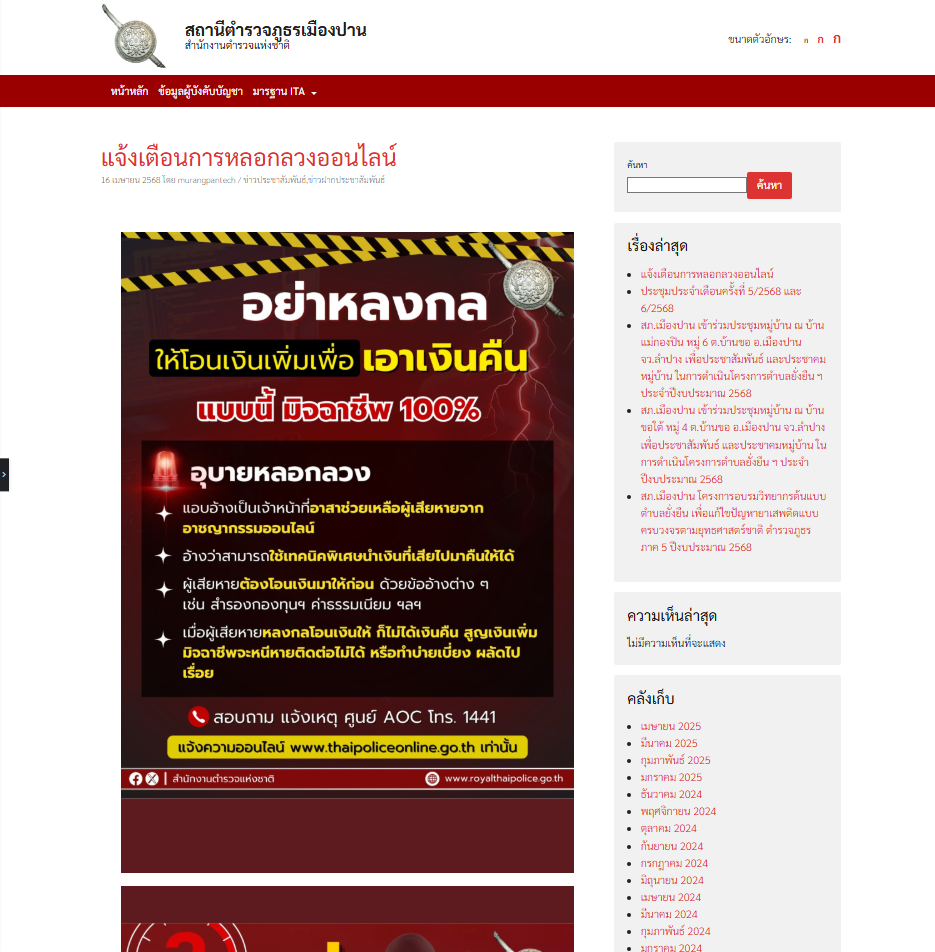 สถานีตำรวจภูธรเมืองปาน
สำนักงานตำรวจแห่งชาติ
ขนาดตัวอักษร: ก ก ก
หน้าหลัก ข้อมูลผู้บังคับบัญชา มารฐาน ITA
แจ้งเตือนการหลอกลวงออนไลน์
16 เมษายน 2568 โดย murangpantech / ข่าวประชาสัมพันธ์,ข่าวฝากประชาสัมพันธ์
อย่าหลงกล
ให้โอนเงินเพิ่มเพื่อ เอาเงินคืน
แบบนี้ มิจฉาชีพ 100%
อุบายหลอกลวง
แอบอ้างเป็นเจ้าหน้าที่อาสาช่วยเหลือผู้เสียหายจาก
อาชญากรรมออนไลน์
อ้างว่าสามารถใช้เทคนิคพิเศษนำเงินที่เสียไปมาคืนให้ได้
ผู้เสียหายต้องโอนเงินมาให้ก่อน ด้วยข้ออ้างต่าง ๆ
เช่น สำรองกองทุนฯ ค่าธรรมเนียม ฯลฯ
เมื่อผู้เสียหายหลงกลโอนเงินให้ ก็ไม่ได้เงินคืน สูญเงินเพิ่ม
มิจฉาชีพจะหนีหายติดต่อไม่ได้ หรือทำบ่ายเบี่ยง ผลัดไป
เรื่อย
สอบถาม แจ้งเหตุ ศูนย์ AOC โทร. 1441
แจ้งความออนไลน์ www.thaipoliceonline.go.th เท่านั้น
สำนักงานตำรวจแห่งชาติ
www.royalthaipolice.go.th
ค้นหา
ค้นหา
เรื่องล่าสุด
แจ้งเตือนการหลอกลวงออนไลน์
ประชุมประจำเดือนครั้งที่ 5/2568 และ
6/2568
สภ.เมืองปาน เข้าร่วมประชุมหมู่บ้าน ณ บ้าน
แม่กองปิน หมู่ 6 ต.บ้านขอ อ.เมืองปาน
จว.ลำปาง เพื่อประชาสัมพันธ์ และประชาคม
หมู่บ้าน ในการดำเนินโครงการตำบลยั่งยืน ฯ
ประจำปีงบประมาณ 2568
สภ.เมืองปาน เข้าร่วมประชุมหมู่บ้าน ณ บ้าน
ขอใต้ หมู่ 4 ต.บ้านขอ อ.เมืองปาน จว.ลำปาง
เพื่อประชาสัมพันธ์ และประชาคมหมู่บ้าน ใน
การดำเนินโครงการตำบลยั่งยืน ฯ ประจำ
ปีงบประมาณ 2568
สภ.เมืองปาน โครงการอบรมวิทยากรต้นแบบ
ตำบลยั่งยืน เพื่อแก้ไขปัญหายาเสพติดแบบ
ครบวงจรตามยุทธศาสตร์ชาติ ตำรวจภูธร
ภาค 5 ปีงบประมาณ 2568
ความเห็นล่าสุด
ไม่มีความเห็นที่จะแสดง
คลังเก็บ
เมษายน 2025
มีนาคม 2025
กุมภาพันธ์ 2025
มกราคม 2025
ธันวาคม 2024
พฤศจิกายน 2024
ตุลาคม 2024
กันยายน 2024
กรกฎาคม 2024
มิถุนายน 2024
เมษายน 2024
มีนาคม 2024
กุมภาพันธ์ 2024
มกราคม 2024